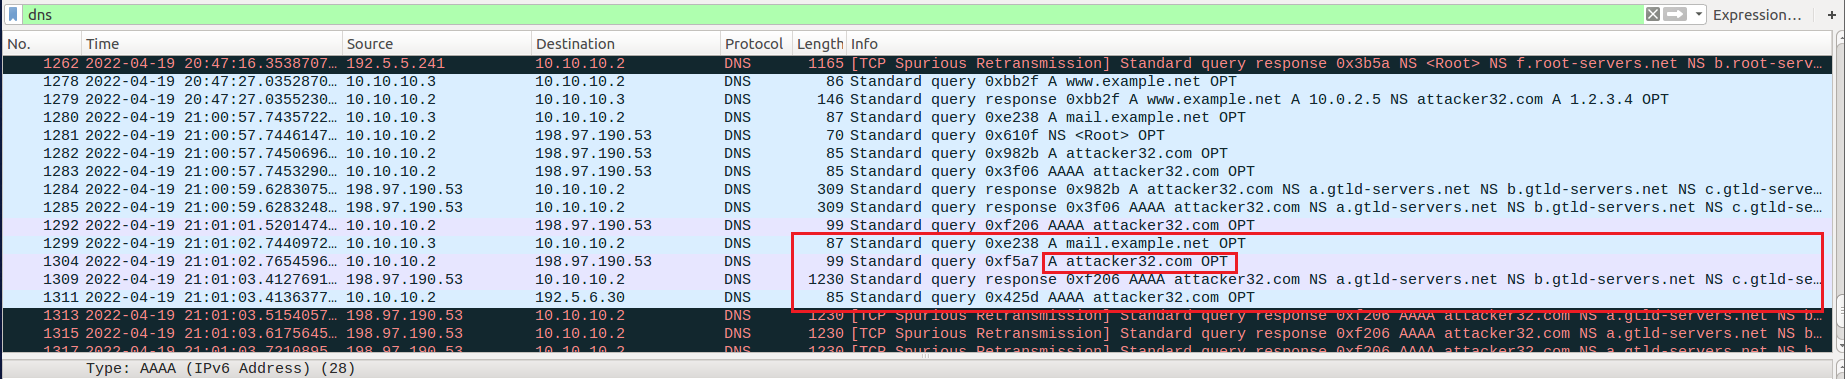 dns Expression… +
No. Time Source Destination Protocol Length Info
1262 2022-04-19 20:47:16.3538707… 192.5.5.241 10.10.10.2 DNS 1165 [TCP Spurious Retransmission] Standard query response 0x3b5a NS <Root> NS f.root-servers.net NS b.root-serv…
1278 2022-04-19 20:47:27.0352870… 10.10.10.3 10.10.10.2 DNS 86 Standard query 0xbb2f A www.example.net OPT
1279 2022-04-19 20:47:27.0355230… 10.10.10.2 10.10.10.3 DNS 146 Standard query response 0xbb2f A www.example.net A 10.0.2.5 NS attacker32.com A 1.2.3.4 OPT
1280 2022-04-19 21:00:57.7435722… 10.10.10.3 10.10.10.2 DNS 87 Standard query 0xe238 A mail.example.net OPT
1281 2022-04-19 21:00:57.7446147… 10.10.10.2 198.97.190.53 DNS 70 Standard query 0x610f NS <Root> OPT
1282 2022-04-19 21:00:57.7450696… 10.10.10.2 198.97.190.53 DNS 85 Standard query 0x982b A attacker32.com OPT
1283 2022-04-19 21:00:57.7453290… 10.10.10.2 198.97.190.53 DNS 85 Standard query 0x3f06 AAAA attacker32.com OPT
1284 2022-04-19 21:00:59.6283075… 198.97.190.53 10.10.10.2 DNS 309 Standard query response 0x982b A attacker32.com NS a.gtld-servers.net NS b.gtld-servers.net NS c.gtld-serve…
1285 2022-04-19 21:00:59.6283248… 198.97.190.53 10.10.10.2 DNS 309 Standard query response 0x3f06 AAAA attacker32.com NS a.gtld-servers.net NS b.gtld-servers.net NS c.gtld-se…
1292 2022-04-19 21:01:01.5201474… 10.10.10.2 198.97.190.53 DNS 99 Standard query 0xf206 AAAA attacker32.com OPT
1299 2022-04-19 21:01:02.7440972… 10.10.10.3 10.10.10.2 DNS 87 Standard query 0xe238 A mail.example.net OPT
1304 2022-04-19 21:01:02.7654596… 10.10.10.2 198.97.190.53 DNS 99 Standard query 0xf5a7 A attacker32.com OPT
1309 2022-04-19 21:01:03.4127691… 198.97.190.53 10.10.10.2 DNS 1230 Standard query response 0xf206 AAAA attacker32.com NS a.gtld-servers.net NS b.gtld-servers.net NS c.gtld-se…
1311 2022-04-19 21:01:03.4136377… 10.10.10.2 192.5.6.30 DNS 85 Standard query 0x425d AAAA attacker32.com OPT
1313 2022-04-19 21:01:03.5154057… 198.97.190.53 10.10.10.2 DNS 1230 [TCP Spurious Retransmission] Standard query response 0xf206 AAAA attacker32.com NS a.gtld-servers.net NS b…
1315 2022-04-19 21:01:03.6175645… 198.97.190.53 10.10.10.2 DNS 1230 [TCP Spurious Retransmission] Standard query response 0xf206 AAAA attacker32.com NS a.gtld-servers.net NS b…
1317 2022-04-19 21:01:03.7210895… 198.97.190.53 10.10.10.2 DNS 1230 [TCP Spurious Retransmission] Standard query response 0xf206 AAAA attacker32.com NS a.gtld-servers.net NS b…
Type: AAAA (IPv6 Address) (28)